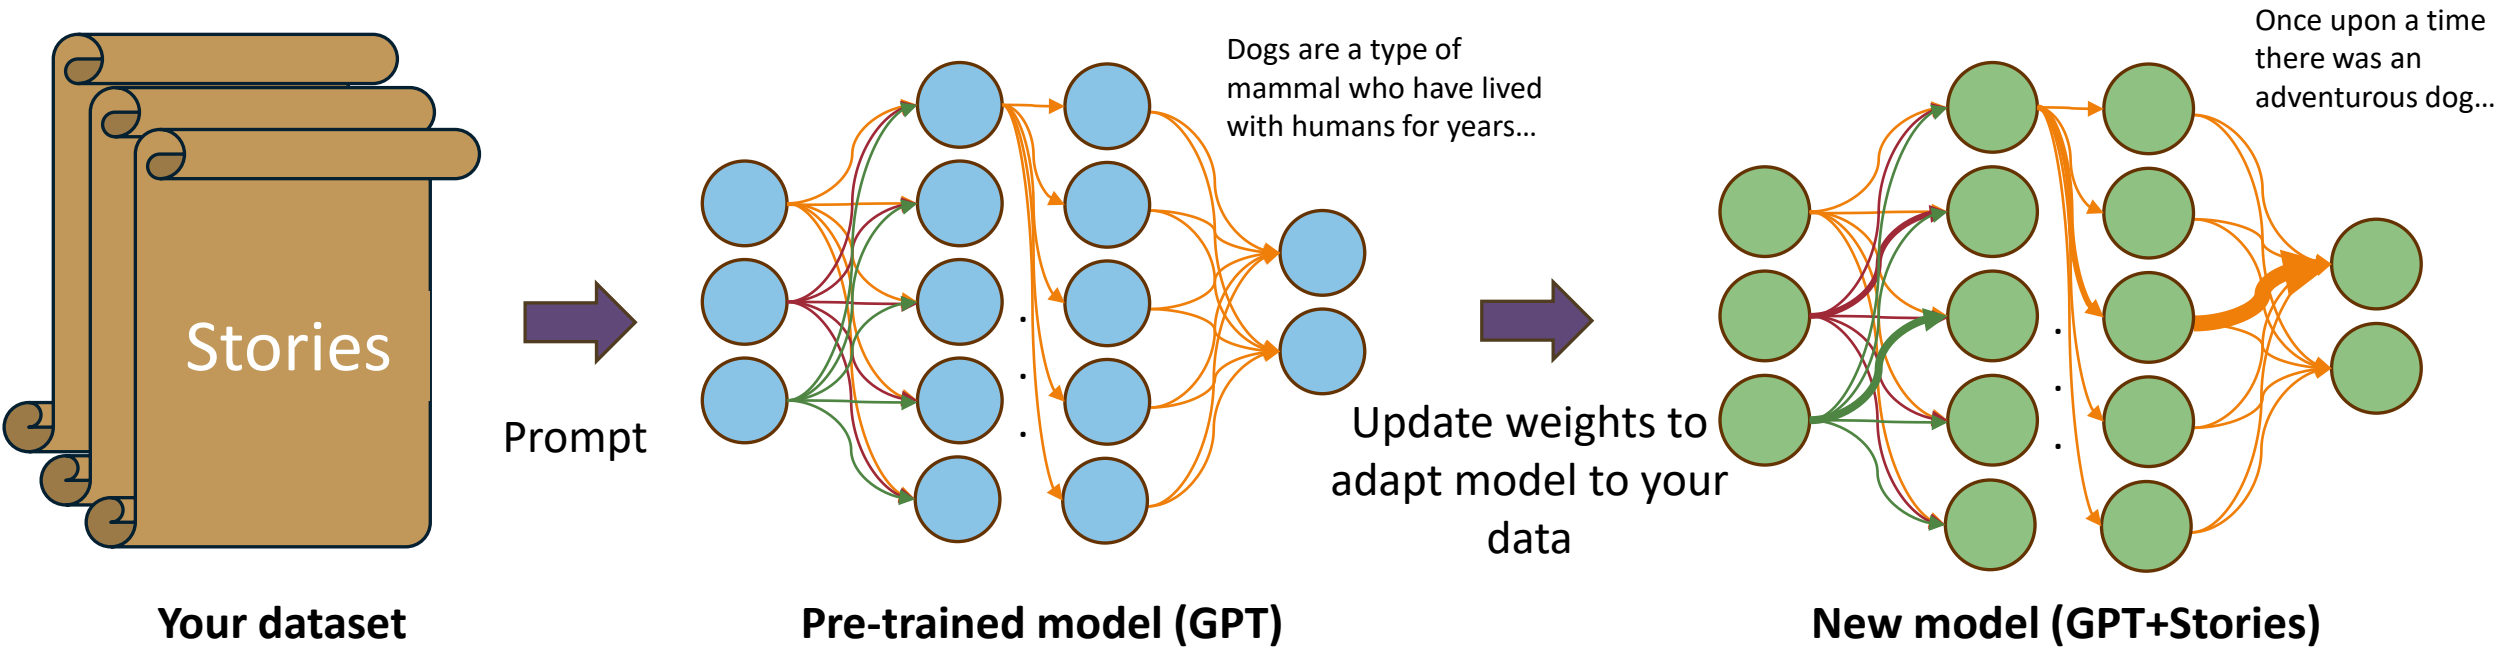 Stories
Your dataset
Prompt
Dogs are a type of
mammal who have lived
with humans for years...
Pre-trained model (GPT)
Update weights to
adapt model to your
data
Once upon a time
there was an
adventurous dog...
New model (GPT+Stories)